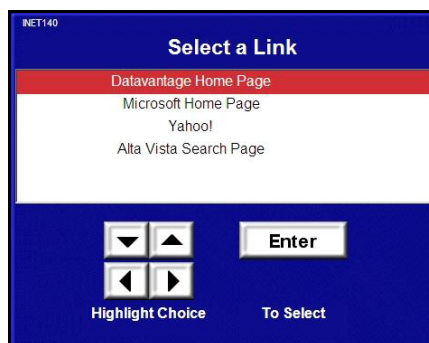 INET140
Select a Link
Datavantage Home Page
Microsoft Home Page
Yahoo!
Alta Vista Search Page
Enter
Highlight Choice To Select